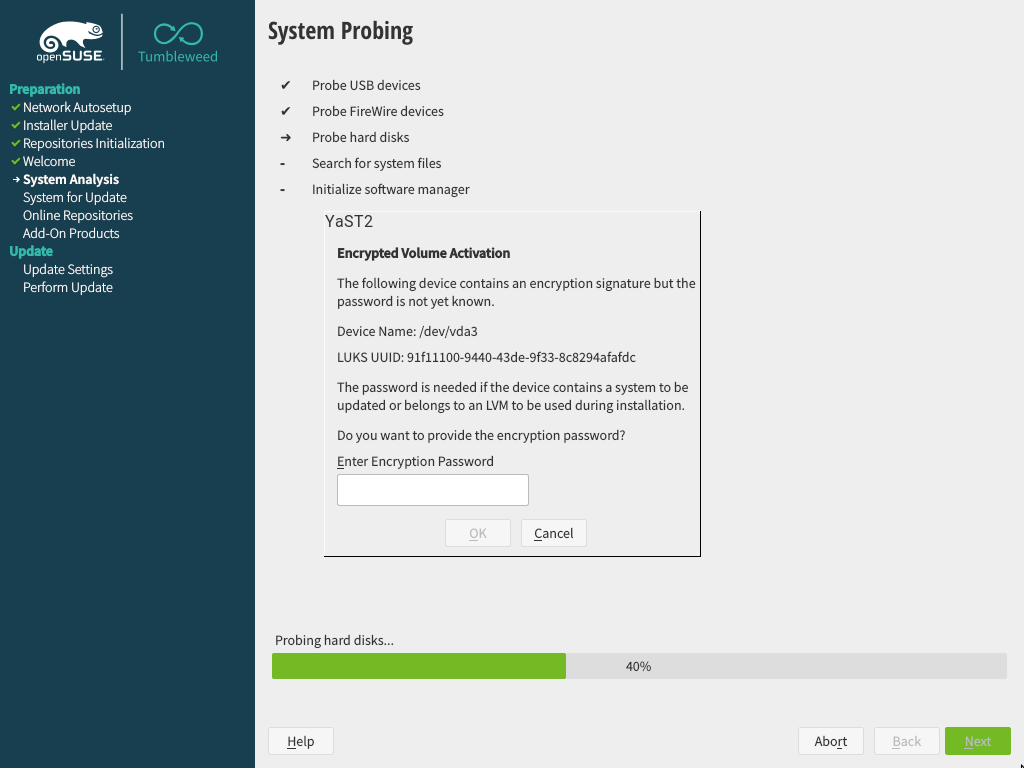 openSUSE
Tumbleweed
Preparation
Network Autosetup
Installer Update
Repositories Initialization
Welcome
System Analysis
System for Update
Online Repositories
Add-On Products
Update
Update Settings
Perform Update
System Probing
✔ Probe USB devices
✔ Probe FireWire devices
➔ Probe hard disks
- Search for system files
- Initialize software manager
YaST2
Encrypted Volume Activation
The following device contains an encryption signature but the
password is not yet known.
Device Name: /dev/vda3
LUKS UUID: 91f11100-9440-43de-9f33-8c8294afafdc
The password is needed if the device contains a system to be
updated or belongs to an LVM to be used during installation.
Do you want to provide the encryption password?
Enter Encryption Password
OK Cancel
Probing hard disks...
40%
Help Abort Back Next